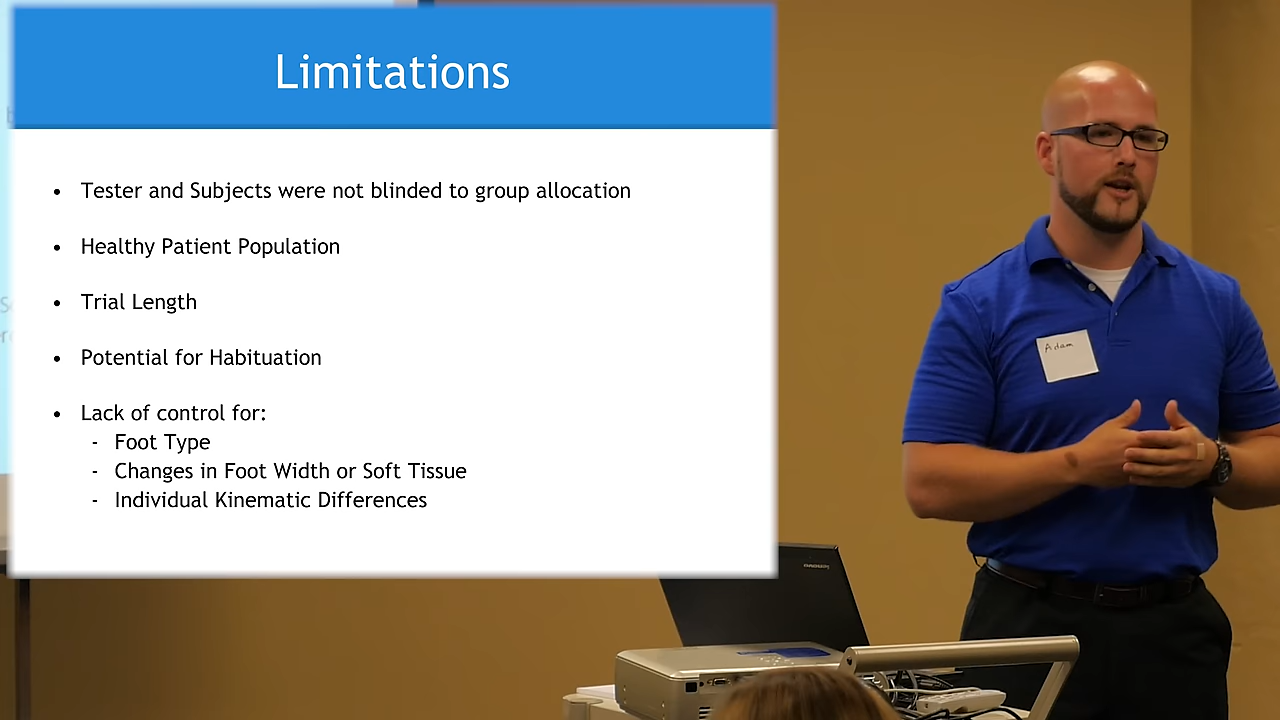 Limitations
• Tester and Subjects were not blinded to group allocation
• Healthy Patient Population
• Trial Length
• Potential for Habituation
• Lack of control for:
- Foot Type
- Changes in Foot Width or Soft Tissue
- Individual Kinematic Differences
Adam